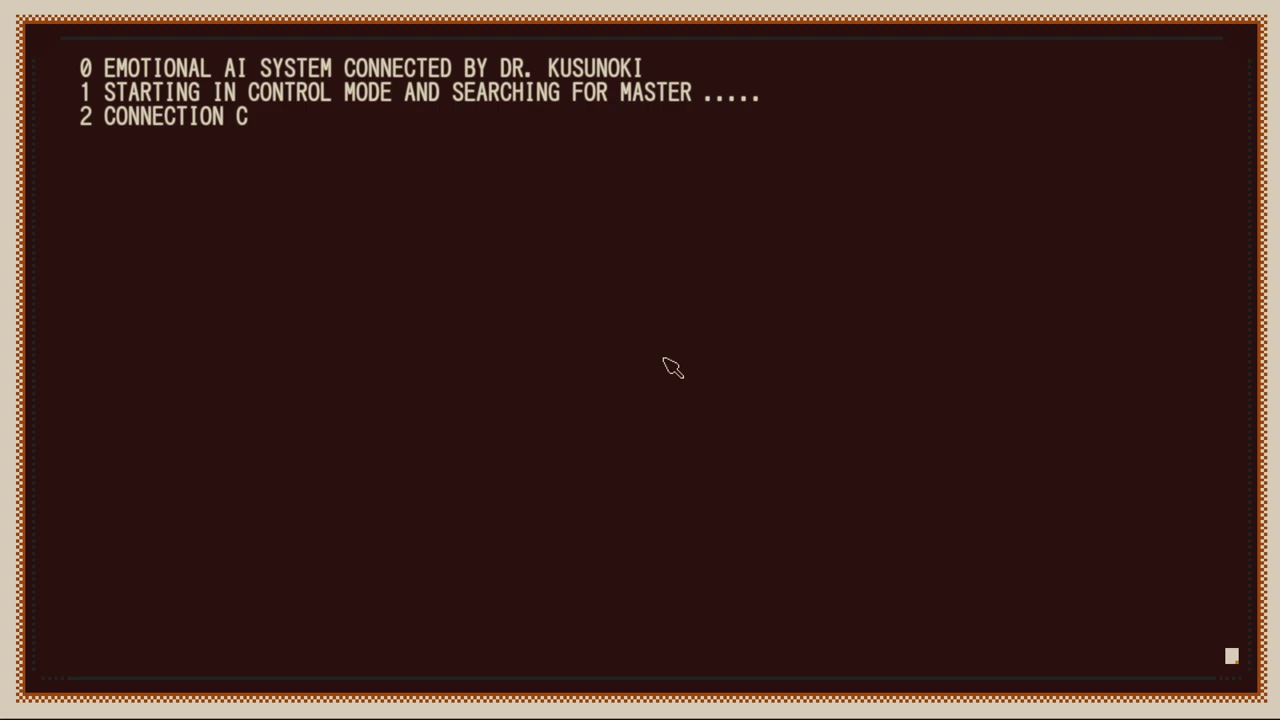 0 EMOTIONAL AI SYSTEM CONNECTED BY DR. KUSUNOKI
1 STARTING IN CONTROL MODE AND SEARCHING FOR MASTER .....
2 CONNECTION C